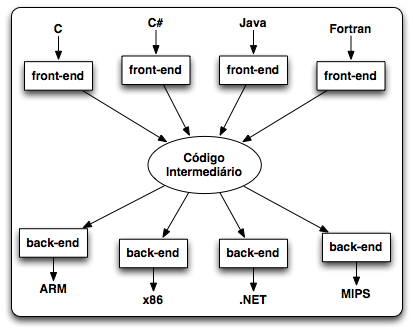 C
C#
Java
Fortran
front-end
front-end
front-end
front-end
Código
Intermediário
back-end
back-end
back-end
back-end
ARM
x86
.NET
MIPS